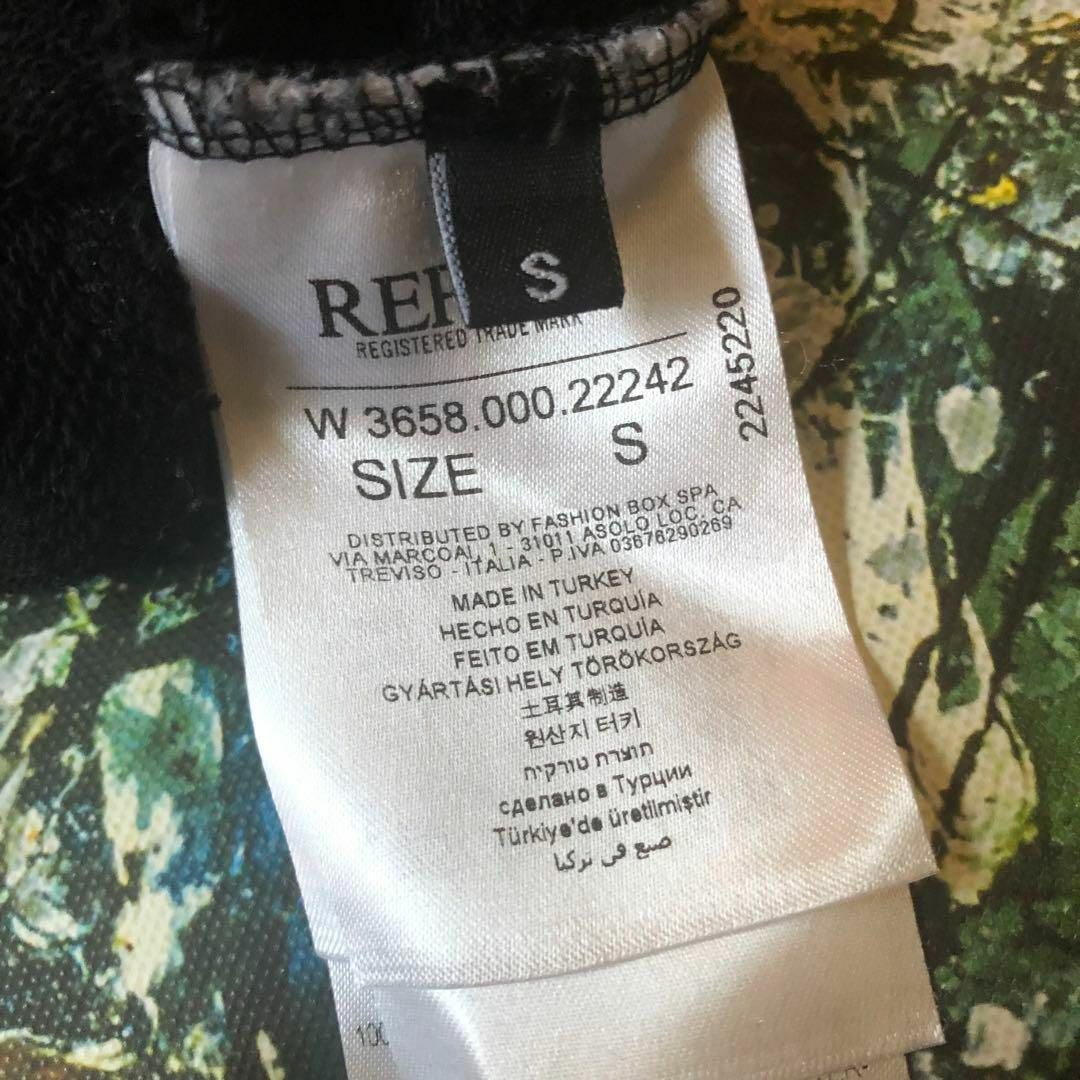 S
REGISTERED TRADE MARK
W 3658.000.22242
2245220
SIZE S
DISTRIBUTED BY FASHION BOX SPA
VIA MARCOAI, 1 - 31011 ASOLO LOC. CA
TREVISO - ITALIA - P.IVA 03676290269
MADE IN TURKEY
HECHO EN TURQUÍA
FEITO EM TURQUÍA
GYÁRTÁSI HELY TÖRÖKORSZÁG
土耳其制造
원산지 터키
תוצרת טורקיה
сделано в Турции
Türkiye'de üretilmiştir
صنع في تركيا
100